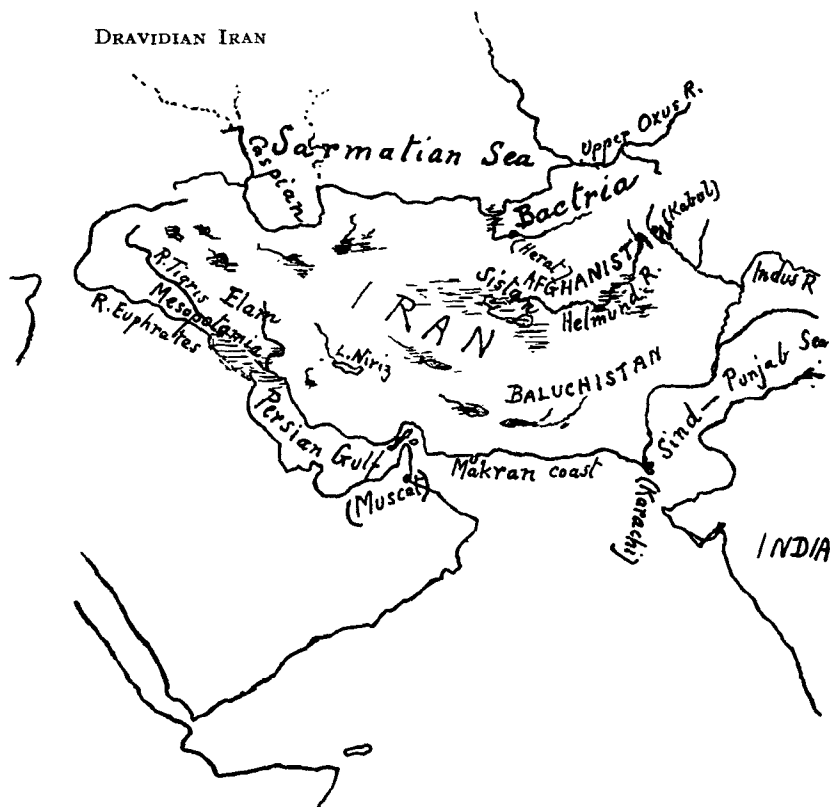 DRAVIDIAN IRAN
Sarmatian Sea
Caspian
Upper Oxus R.
Bactria
(Kabol)
(Herat)
AFGHANISTAN
Indus R
R. Tigris
Elam
Mesopotamia
R. Euphrates
Sistan
Helmund. R.
IRAN
L. Niriz
BALUCHISTAN
Sind — Punjab Sea
Persian Gulf
Makran coast
(Muscat)
(Karachi)
INDIA